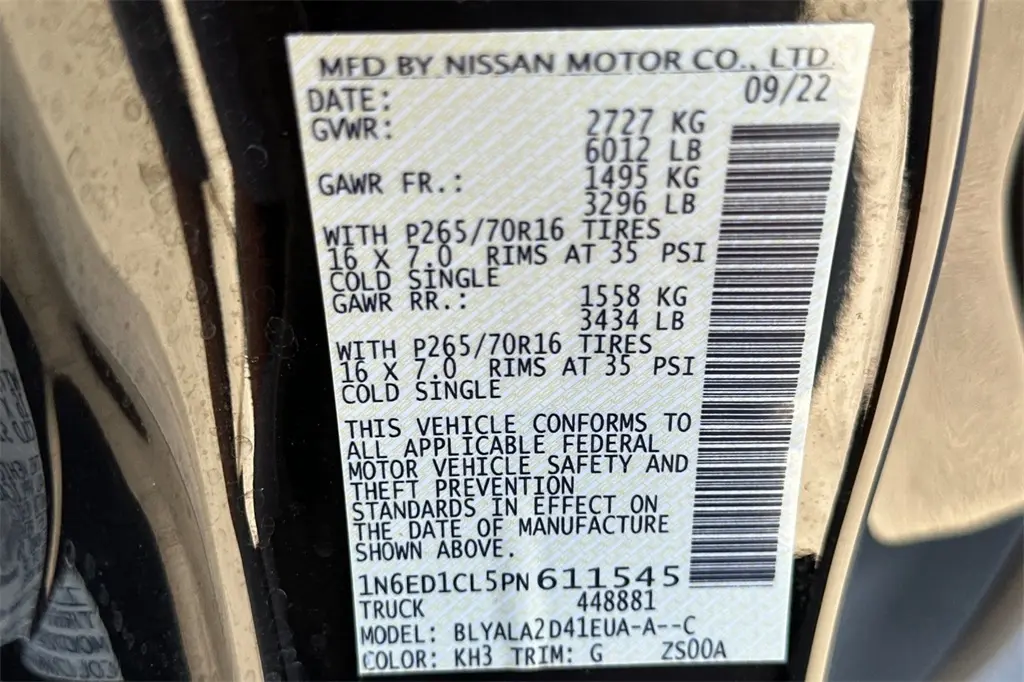 MFD BY NISSAN MOTOR CO., LTD.
DATE: 09/22
GVWR: 2727 KG
6012 LB
GAWR FR.: 1495 KG
3296 LB
WITH P265/70R16 TIRES
16 X 7.0 RIMS AT 35 PSI
COLD SINGLE
GAWR RR.: 1558 KG
3434 LB
WITH P265/70R16 TIRES
16 X 7.0 RIMS AT 35 PSI
COLD SINGLE
THIS VEHICLE CONFORMS TO
ALL APPLICABLE FEDERAL
MOTOR VEHICLE SAFETY AND
THEFT PREVENTION
STANDARDS IN EFFECT ON
THE DATE OF MANUFACTURE
SHOWN ABOVE.
1N6ED1CL5PN611545
TRUCK 448881
MODEL: BLYALA2D41EUA-A--C
COLOR: KH3 TRIM: G ZS00A